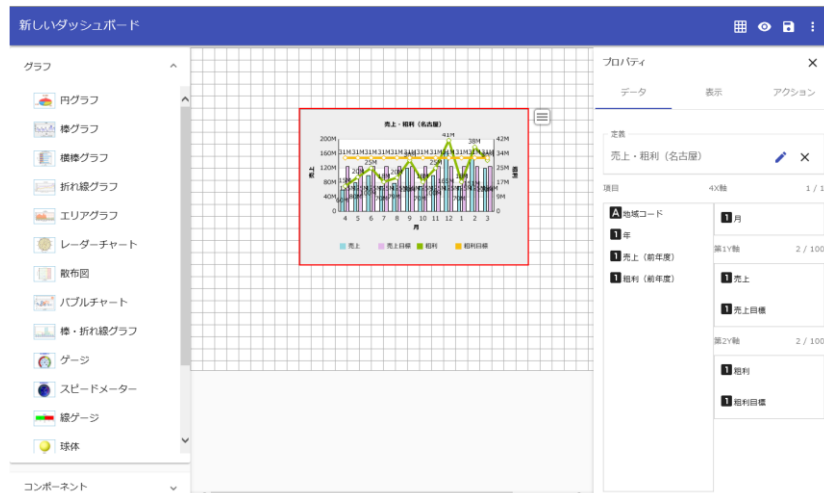 新しいダッシュボード
グラフ
円グラフ
棒グラフ
横棒グラフ
折れ線グラフ
エリアグラフ
レーダーチャート
散布図
バブルチャート
棒・折れ線グラフ
ゲージ
スピードメーター
線ゲージ
球体
コンポーネント
売上・粗利（名古屋）
200M
160M
120M
80M
40M
0
42M
34M
25M
17M
9M
0
41M
38M
4 5 6 7 8 9 10 11 12 1 2 3
月
売上 売上目標 粗利 粗利目標
プロパティ
データ 表示 アクション
定義
売上・粗利（名古屋）
項目 4
X軸 1 / 1
A 地域コード
1 年
1 売上（前年度）
1 粗利（前年度）
1 月
第1Y軸 2 / 100
1 売上
1 売上目標
第2Y軸 2 / 100
1 粗利
1 粗利目標